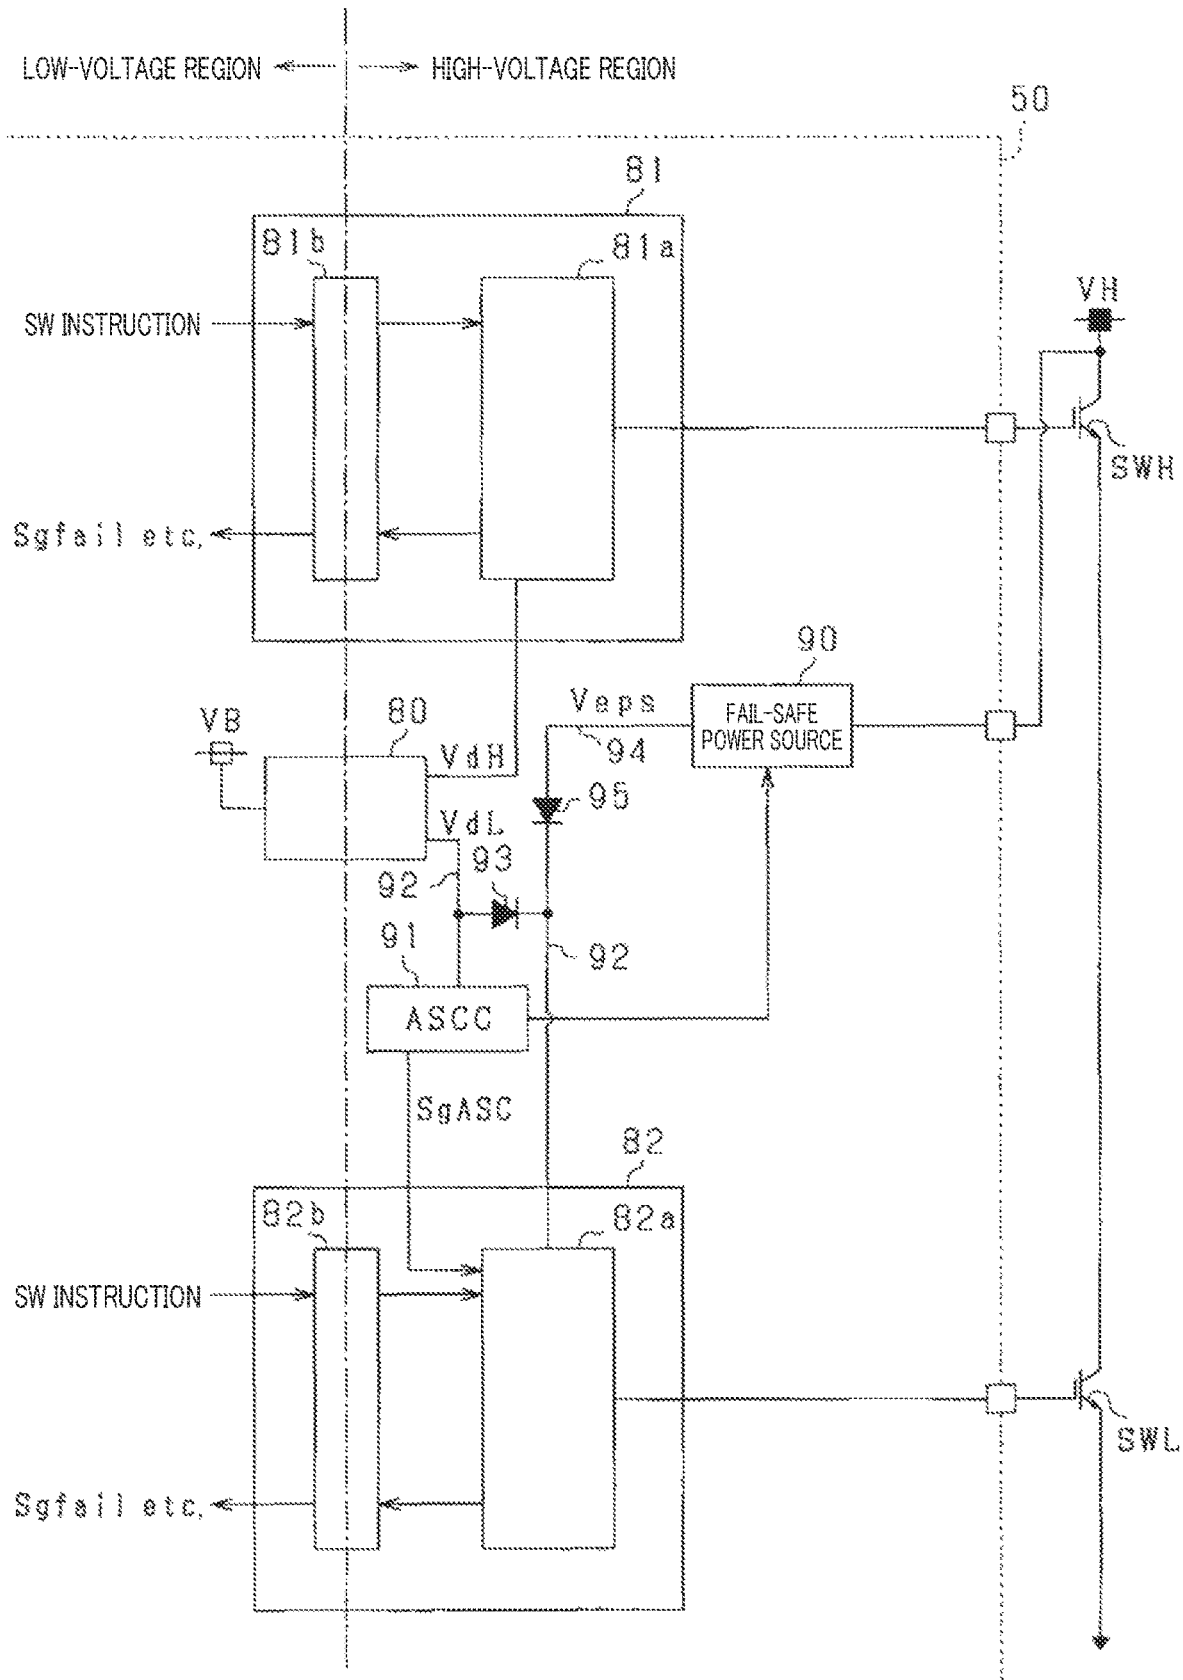 LOW-VOLTAGE REGION
HIGH-VOLTAGE REGION
50
81
81b
81a
VH
SW INSTRUCTION
SWH
Sgfail etc.
90
VB
80
Veps
FAIL-SAFE
POWER SOURCE
VdH
94
95
VdL
93
92
91
92
ASCC
SgASC
82
82b
82a
SW INSTRUCTION
SWL
Sgfail etc.